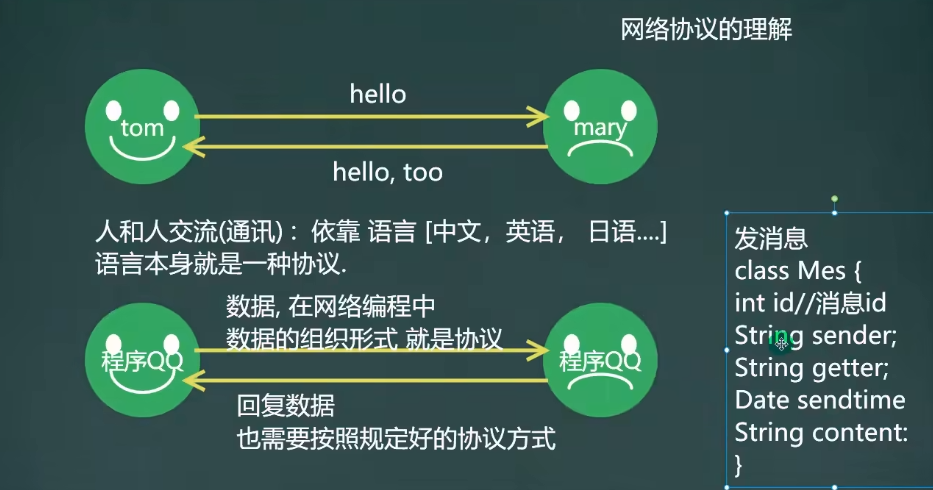 网络协议的理解
hello
tom
mary
hello, too
人和人交流(通讓)：依靠 语言 [中文，英语， 日语....]
语言本身就是一种协议.
数据, 在网络编程中
数据的组织形式 就是协议
程序QQ
程序QQ
回复数据
也需要按照规定好的协议方式
发消息
class Mes {
int id//消息id
String sender;
String getter;
Date sendtime
String content:
}